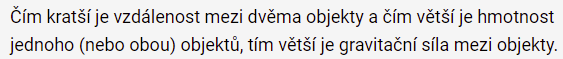 Čím kratší je vzdálenost mezi dvěma objekty a čím větší je hmotnost
jednoho (nebo obou) objektů, tím větší je gravitační síla mezi objekty.